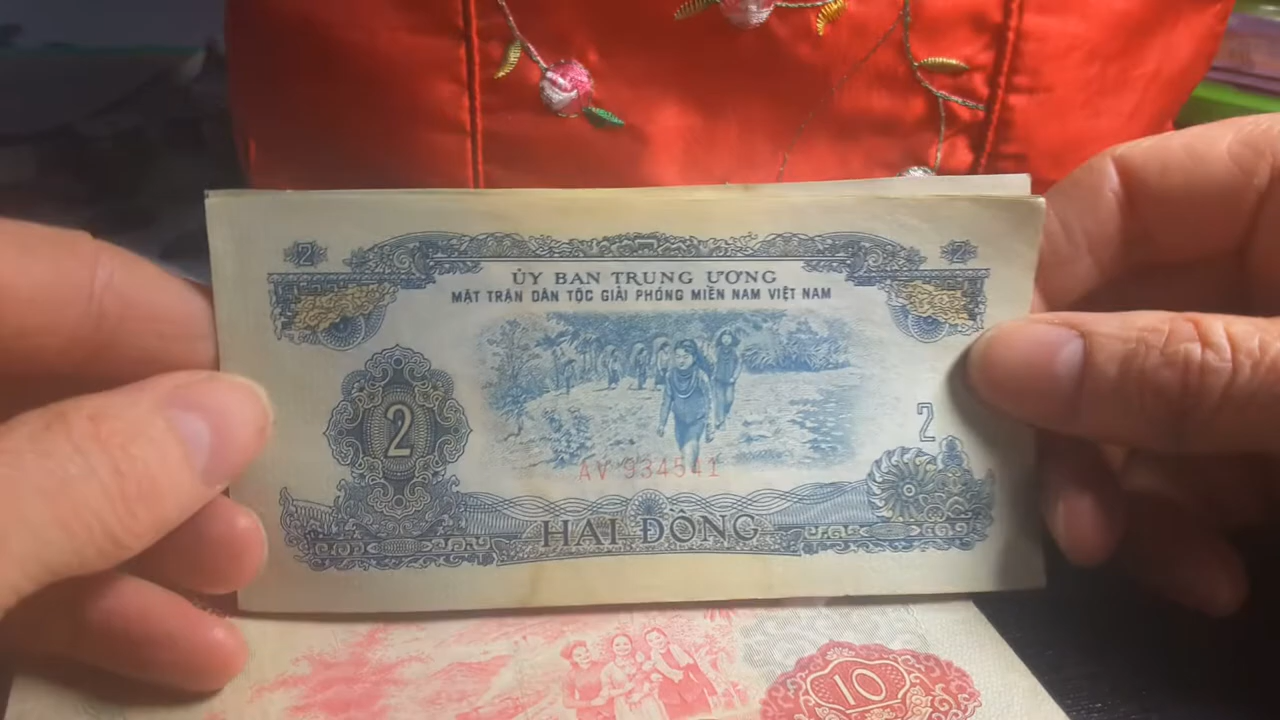 2 2
ỦY BAN TRUNG ƯƠNG
MẶT TRẬN DÂN TỘC GIẢI PHÓNG MIỀN NAM VIỆT NAM
2 2
AV 934541
HAI ĐỒNG
10